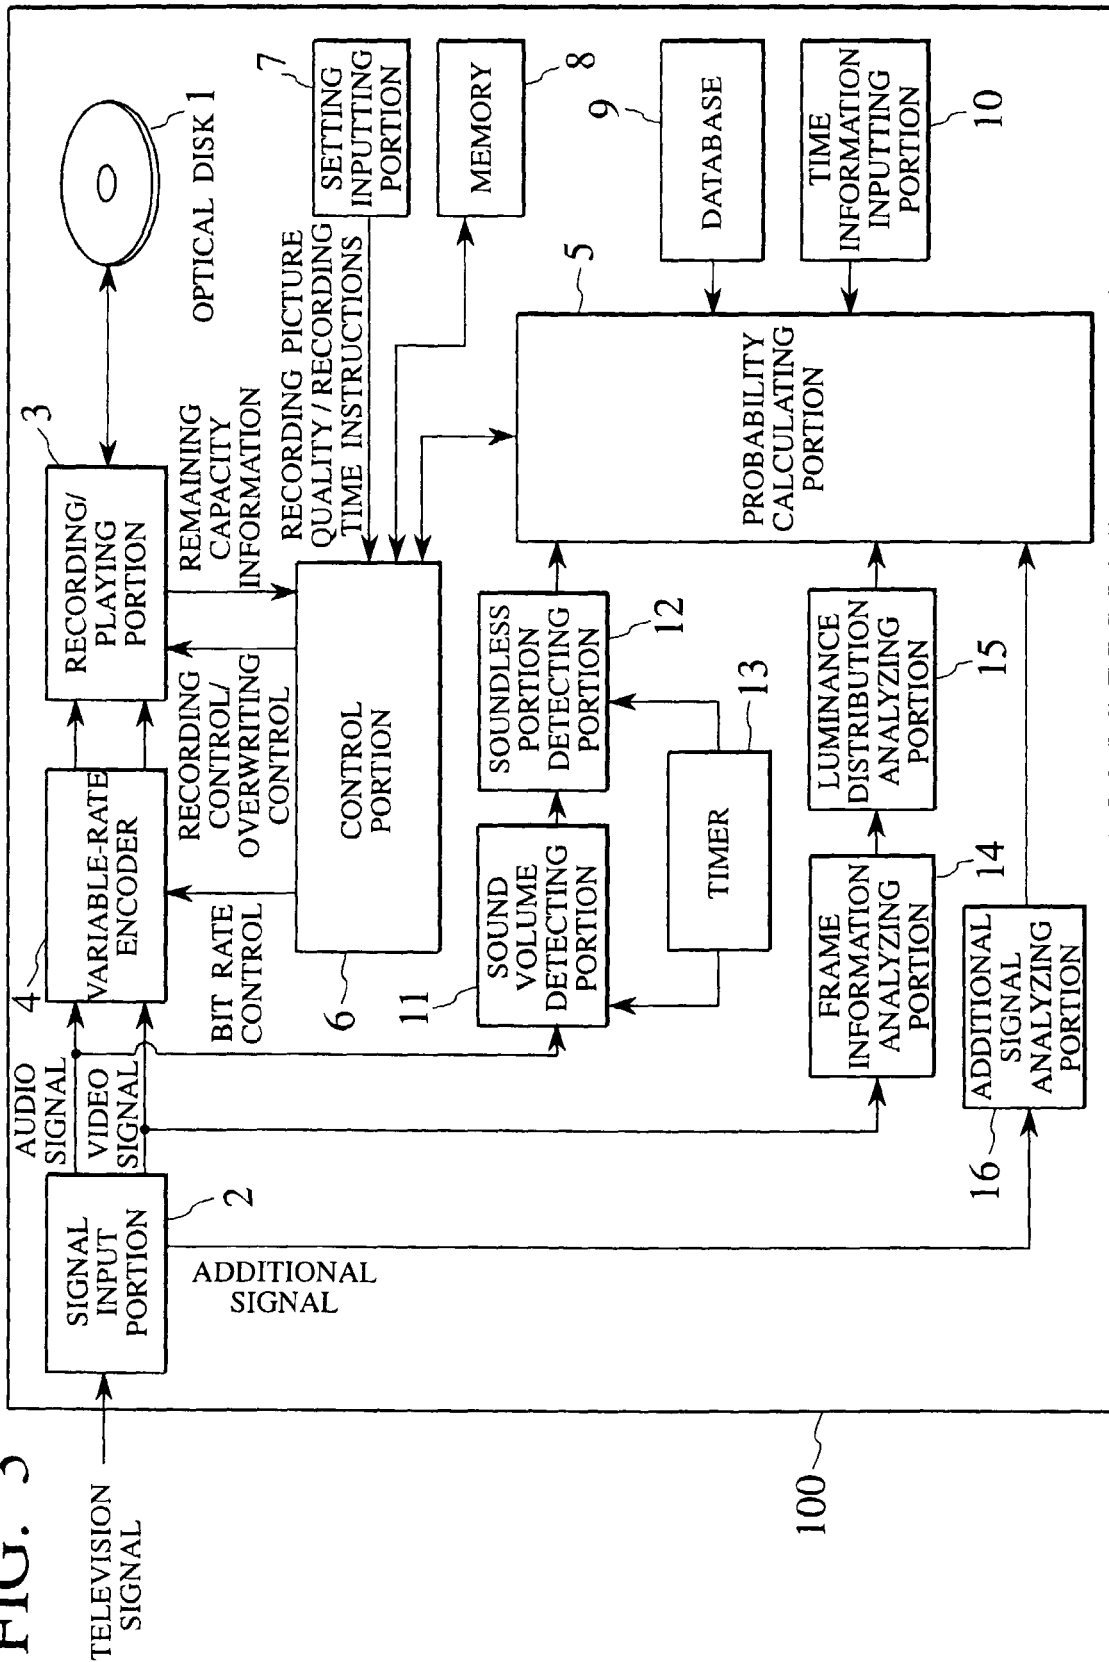 FIG.
TELEVISION
SIGNAL
SIGNAL
INPUT
PORTION
2
AUDIO
SIGNAL
VIDEO
SIGNAL
ADDITIONAL
SIGNAL
4
VARIABLE-RATE
ENCODER
3
RECORDING/
PLAYING
PORTION
OPTICAL DISK 1
BIT RATE
CONTROL
RECORDING
CONTROL/
OVERWRITING
CONTROL
REMAINING
CAPACITY
INFORMATION
RECORDING PICTURE
QUALITY/RECORDING
TIME INSTRUCTIONS
7
SETTING
INPUTTING
PORTION
6
CONTROL
PORTION
MEMORY
8
11
SOUND
VOLUME
DETECTING
PORTION
SOUNDLESS
PORTION
DETECTING
PORTION
12
TIMER
13
5
PROBABILITY
CALCULATING
PORTION
9
DATABASE
TIME
INFORMATION
INPUTTING
PORTION
10
FRAME
INFORMATION
ANALYZING
PORTION
14
LUMINANCE
DISTRIBUTION
ANALYZING
PORTION
15
16
ADDITIONAL
SIGNAL
ANALYZING
PORTION
100